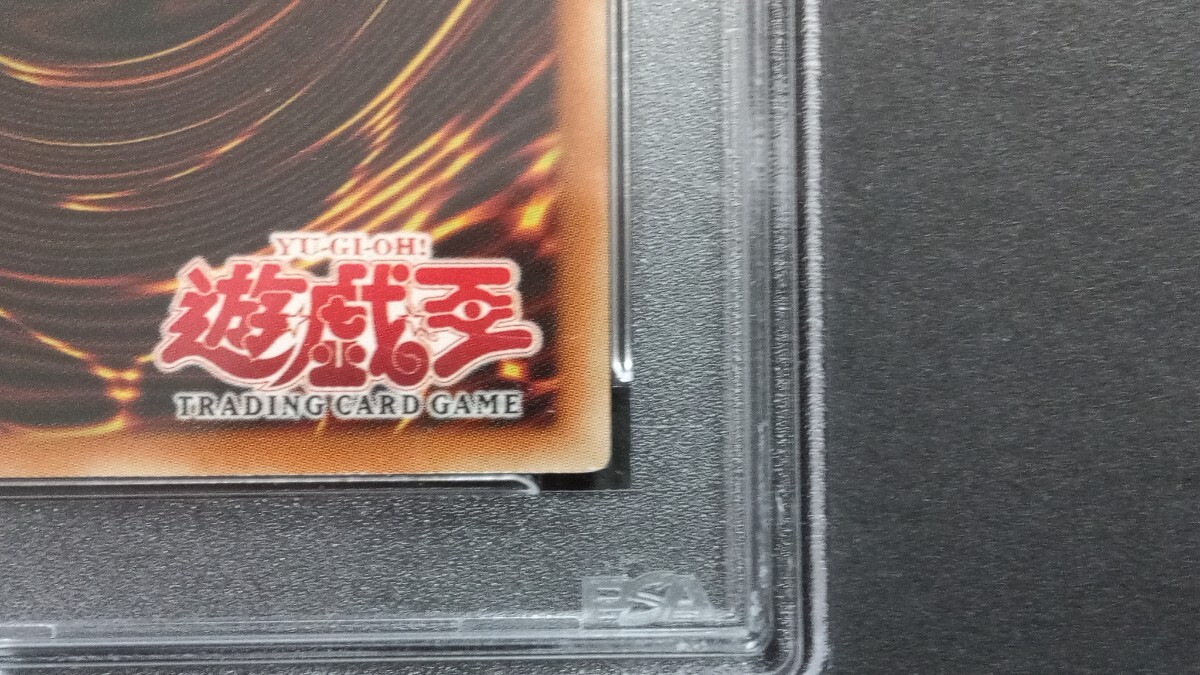 YU-GI-OH!
遊戯王
TRADING CARD GAME
PSA